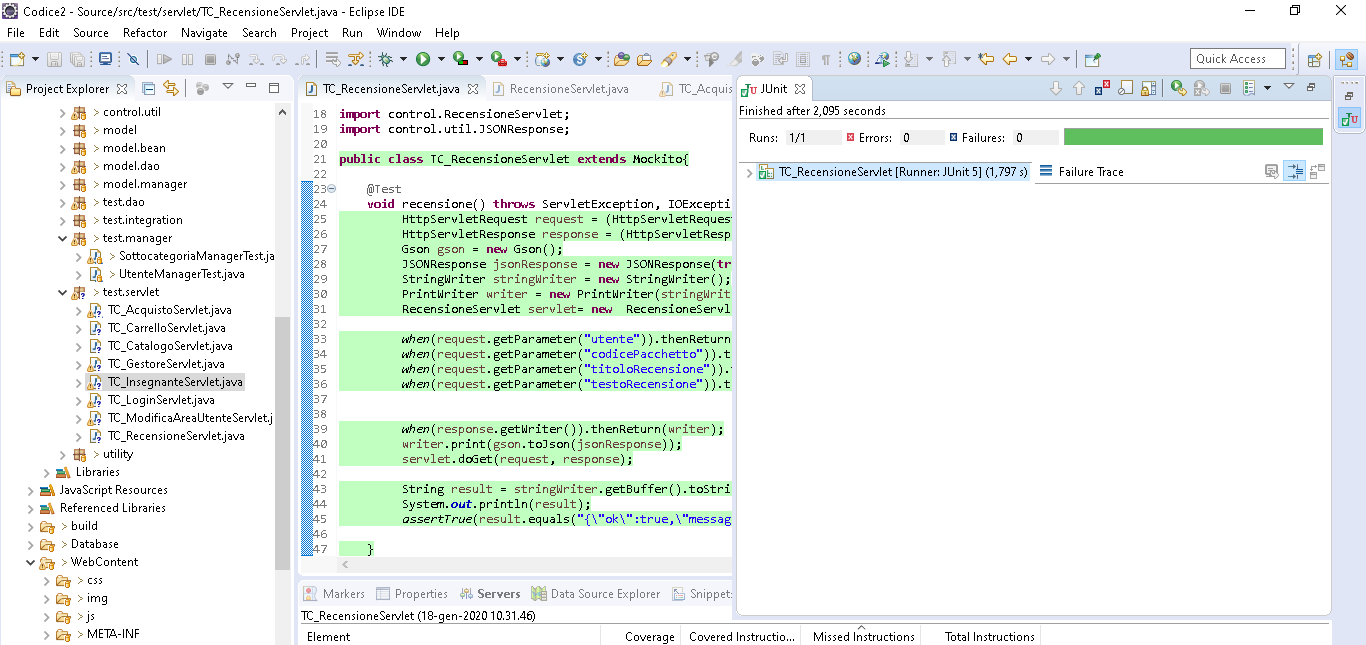 Codice2 - Source/src/test/servlet/TC_RecensioneServlet.java - Eclipse IDE
File Edit Source Refactor Navigate Search Project Run Window Help
Quick Access
Project Explorer
> control.util
> model
> model.bean
> model.dao
> model.manager
> test.dao
> test.integration
> test.manager
> SottocategoriaManagerTest.ja
> UtenteManagerTest.java
> test.servlet
TC_AcquistoServlet.java
TC_CarrelloServlet.java
TC_CatalogoServlet.java
TC_GestoreServlet.java
TC_InsegnanteServlet.java
TC_LoginServlet.java
TC_ModificaAreaUtenteServlet.j
TC_RecensioneServlet.java
> utility
Libraries
JavaScript Resources
Referenced Libraries
> build
> Database
> WebContent
> css
> img
> js
> META-INF
TC_RecensioneServlet.java RecensioneServlet.java TC_Acquis
18 import control.RecensioneServlet;
19 import control.util.JSONResponse;
20
21 public class TC_RecensioneServlet extends Mockito{
22
23 @Test
24 void recensione() throws ServletException, IOExcepti
25 HttpServletRequest request = (HttpServletRequest
26 HttpServletResponse response = (HttpServletResp
27 Gson gson = new Gson();
28 JSONResponse jsonResponse = new JSONResponse(tr
29 StringWriter stringWriter = new StringWriter();
30 PrintWriter writer = new PrintWriter(stringWrit
31 RecensioneServlet servlet= new RecensioneServl
32
33 when(request.getParameter("utente")).thenReturn
34 when(request.getParameter("codicePacchetto")).t
35 when(request.getParameter("titoloRecensione")).
36 when(request.getParameter("testoRecensione")).t
37
38
39 when(response.getWriter()).thenReturn(writer);
40 writer.print(gson.toJson(jsonResponse));
41 servlet.doGet(request, response);
42
43 String result = stringWriter.getBuffer().toStri
44 System.out.println(result);
45 assertTrue(result.equals("{\"ok\":true,\"messag
46
47 }
JUnit
Finished after 2,095 seconds
Runs: 1/1 Errors: 0 Failures: 0
TC_RecensioneServlet [Runner: JUnit 5] (1,797 s)
Failure Trace
Markers Properties Servers Data Source Explorer Snippets
TC_RecensioneServlet (18-gen-2020 10.31.46)
Element Coverage Covered Instructio... Missed Instructions Total Instructions